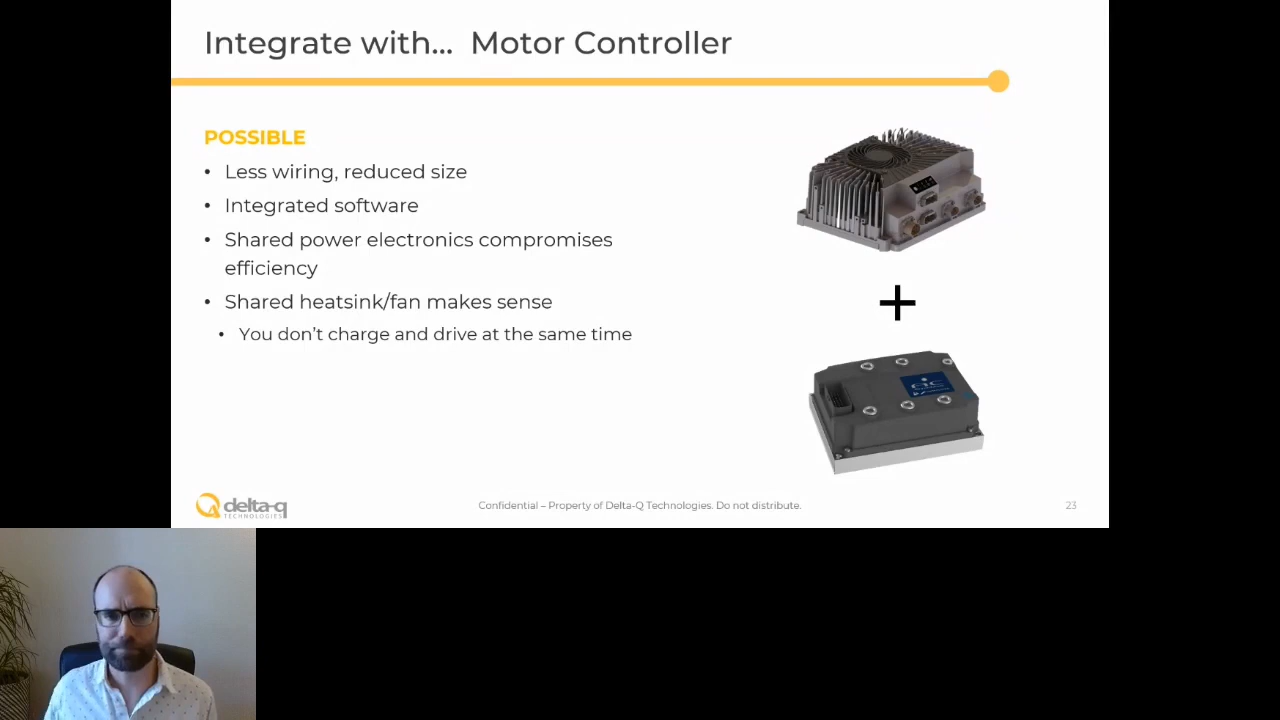 Integrate with... Motor Controller
POSSIBLE
• Less wiring, reduced size
• Integrated software
• Shared power electronics compromises
efficiency
• Shared heatsink/fan makes sense
• You don’t charge and drive at the same time
delta-q
TECHNOLOGIES
Confidential – Property of Delta-Q Technologies. Do not distribute.
23